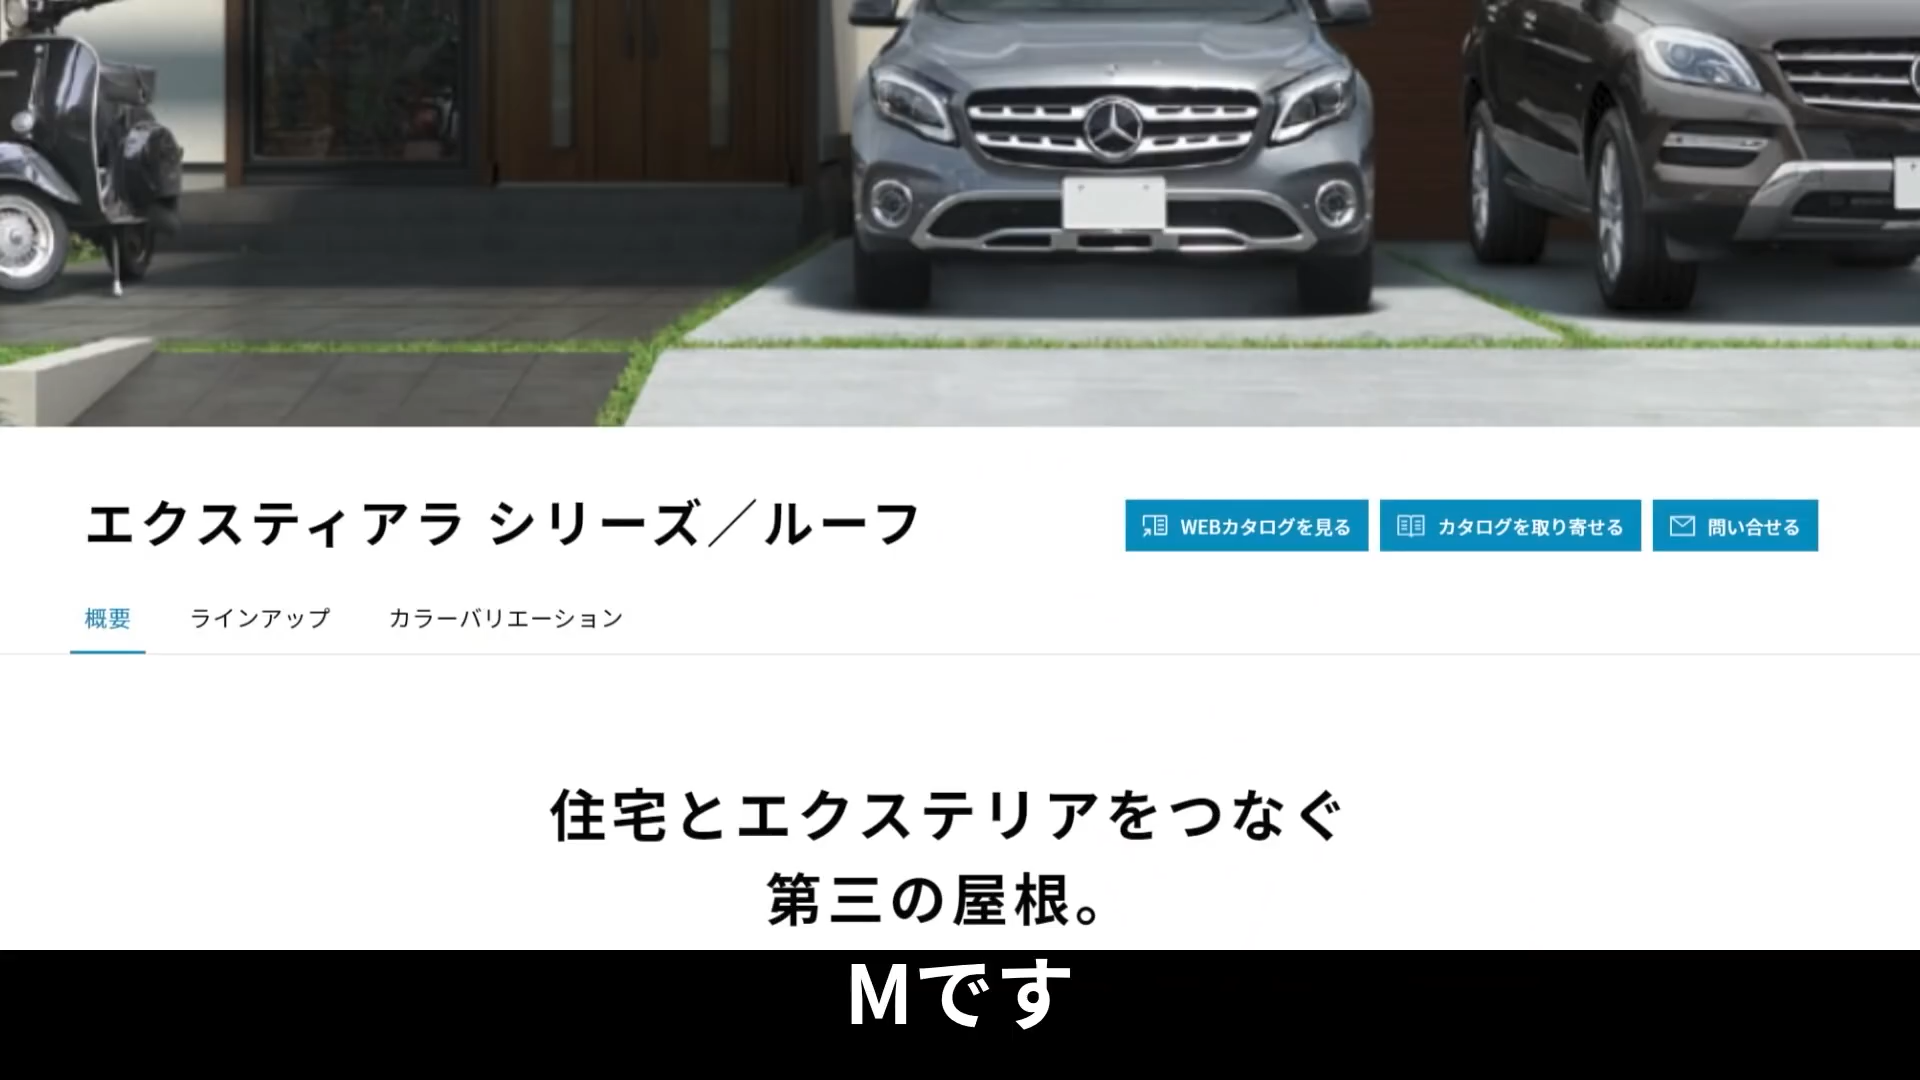 エクスティアラ シリーズ／ルーフ
WEBカタログを見る
カタログを取り寄せる
問い合せる
概要
ラインアップ
カラーバリエーション
住宅とエクステリアをつなぐ
第三の屋根。
Mです